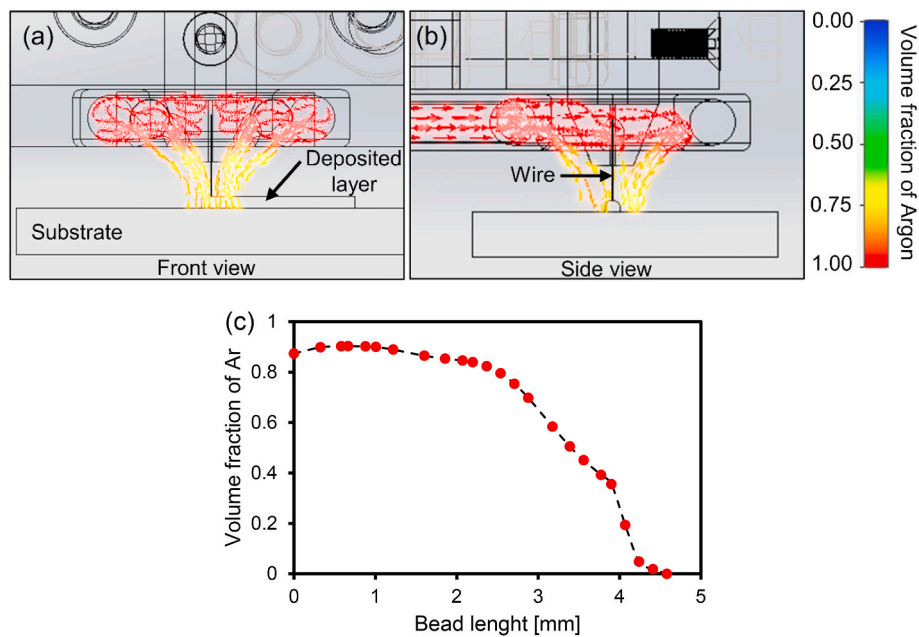 (a)
Deposited
layer
Substrate
Front view
(b)
Wire
Side view
0.00
0.25
0.50
0.75
1.00
Volume fraction of Argon
(c)
Volume fraction of Ar
1
0.8
0.6
0.4
0.2
0
0 1 2 3 4 5
Bead lenght [mm]